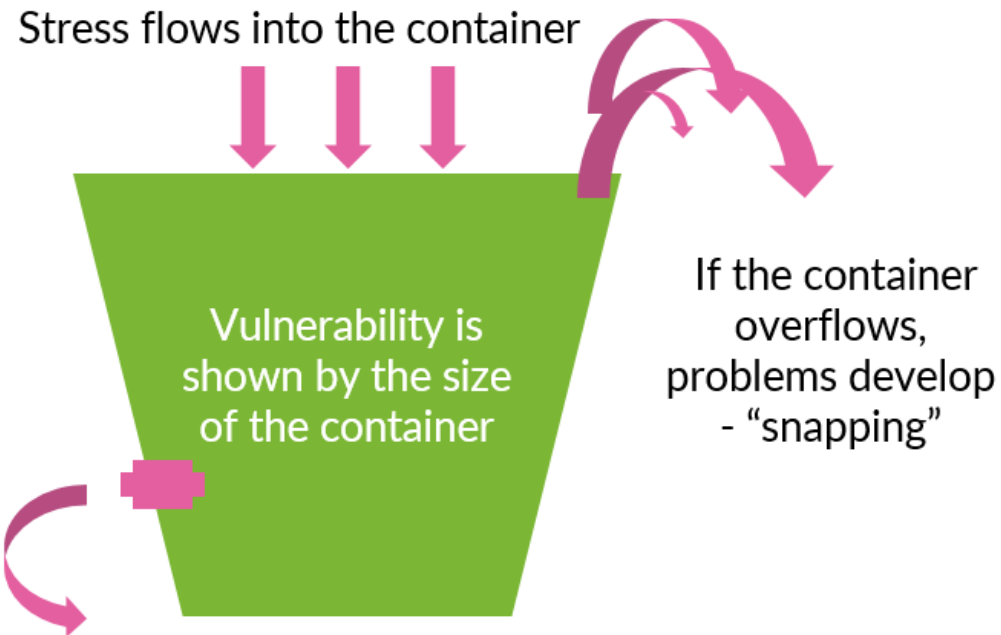 Stress flows into the container
Vulnerability is
shown by the size
of the container
If the container
overflows,
problems develop
- “snapping”